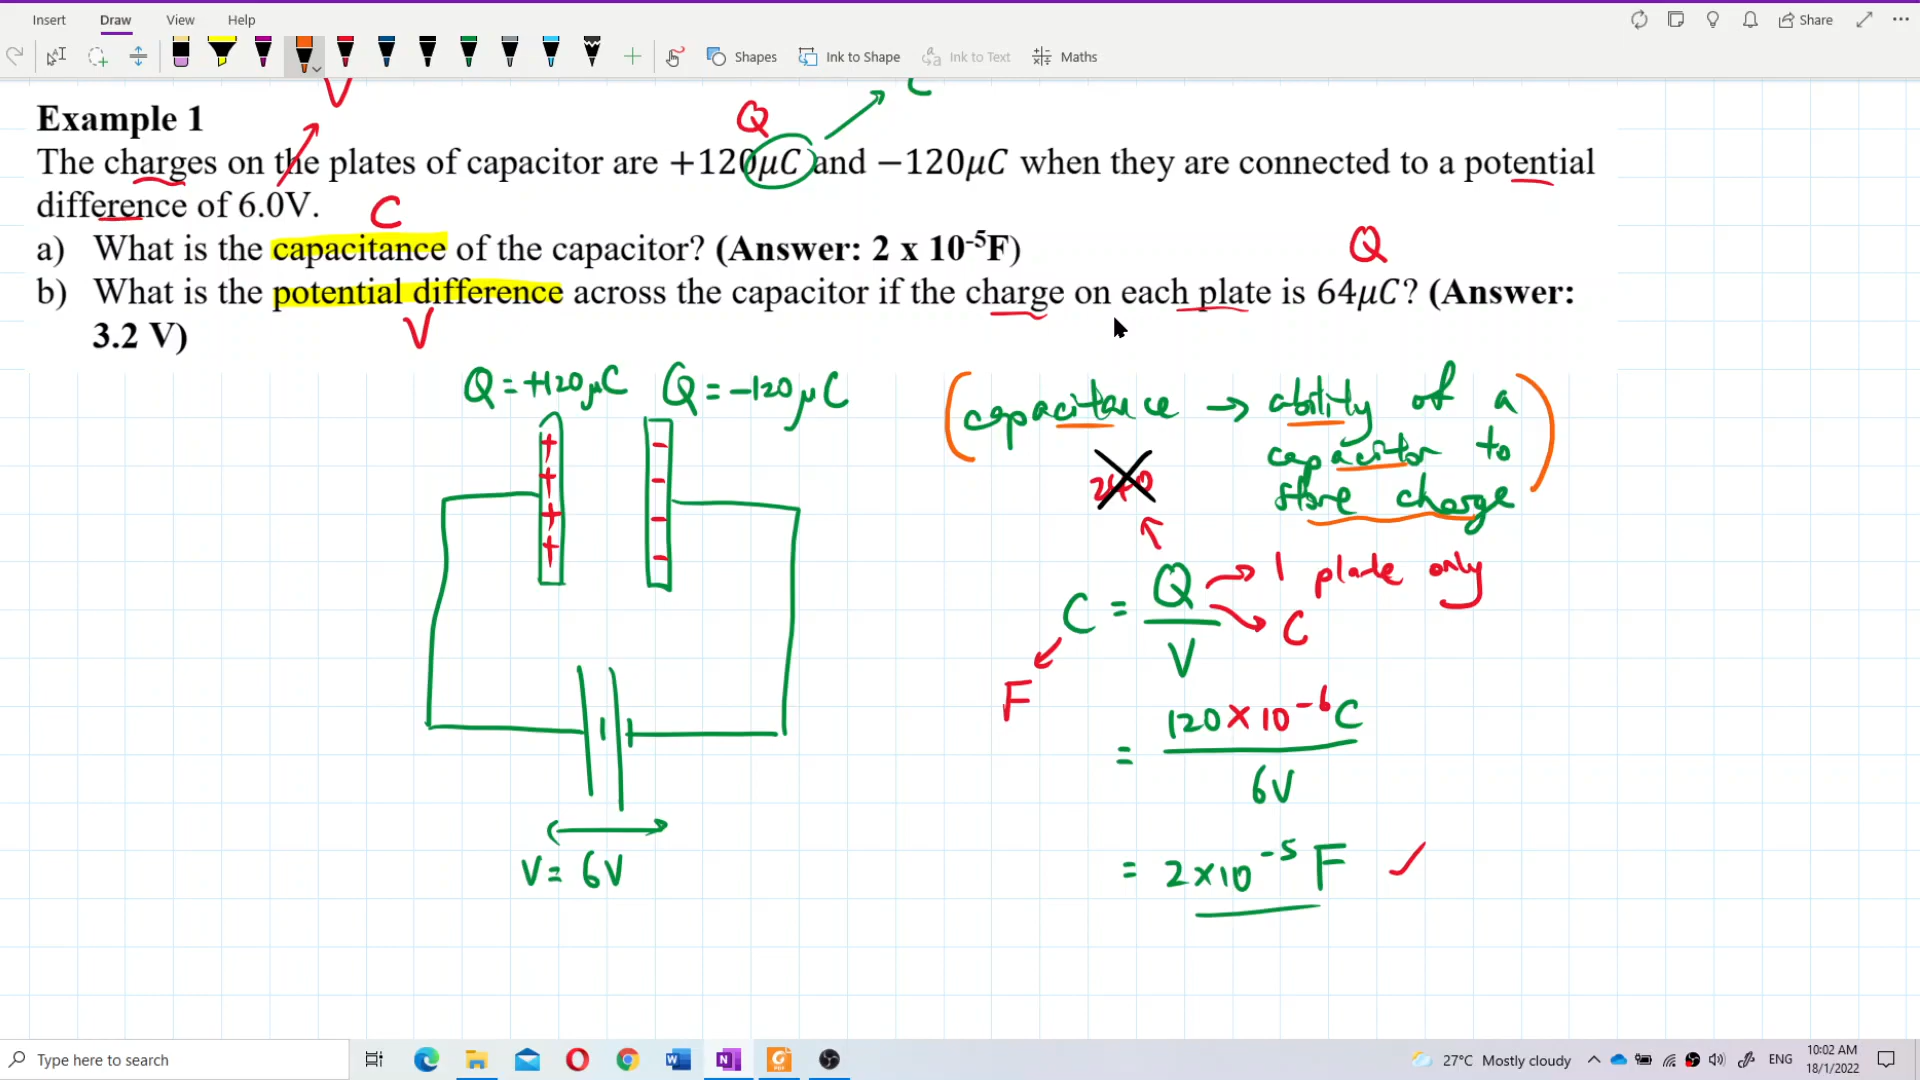 Insert Draw View Help
Share
Shapes Ink to Shape Ink to Text Maths
V
C
Q
Example 1
The charges on the plates of capacitor are +120μC and −120μC when they are connected to a potential
difference of 6.0V.
C
a) What is the capacitance of the capacitor? (Answer: 2 x 10-5F)
Q
b) What is the potential difference across the capacitor if the charge on each plate is 64μC? (Answer:
3.2 V)
V
Q = +120μC Q = −120μC
(capacitance → ability of a
capacitor to
store charge)
240
+ + + +
− − − −
C = Q/V
1 plate only
C
F
= 120 × 10−6 C / 6V
V = 6V
= 2×10−5 F ✓
Type here to search
27°C Mostly cloudy
ENG
10:02 AM
18/1/2022